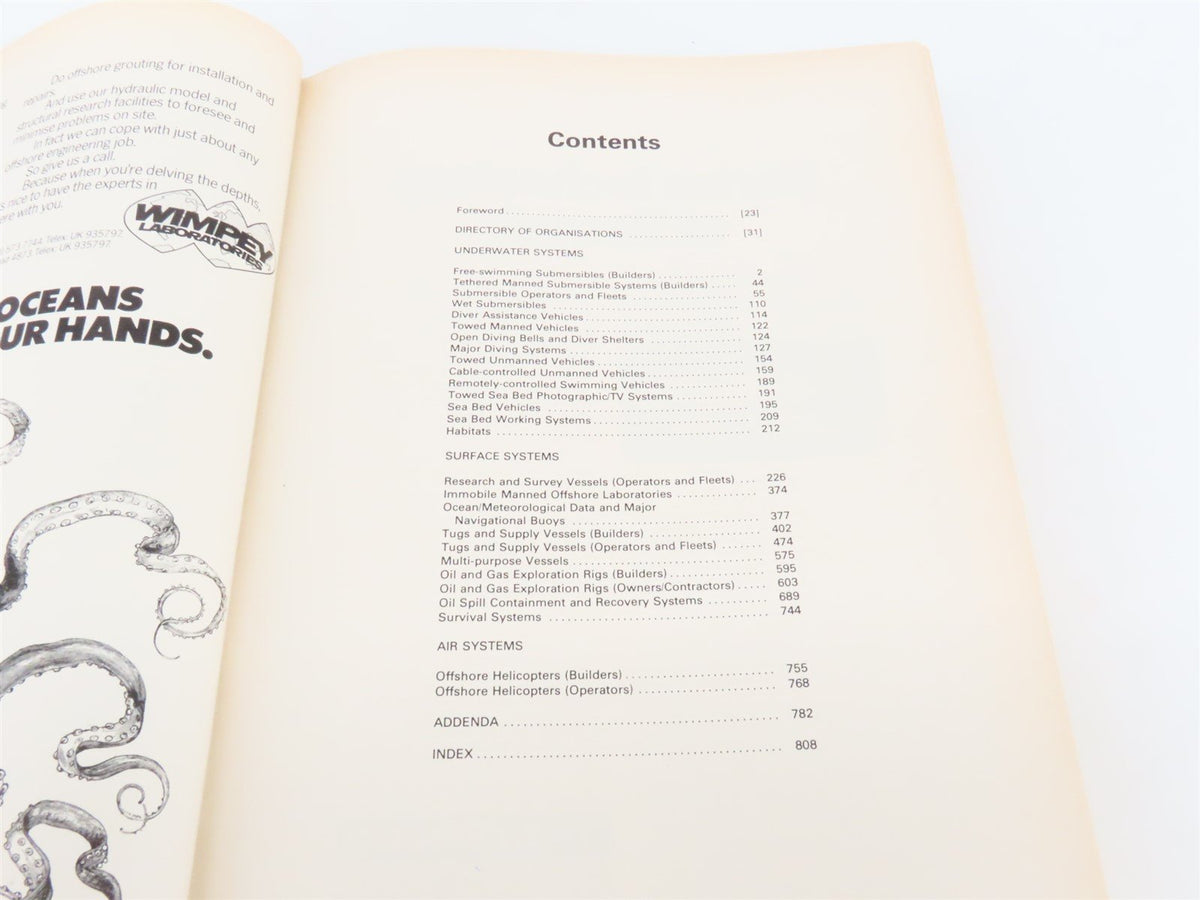 Do offshore grouting for installation and
repairs.
And use our hydraulic model and
structural research facilities to foresee and
minimise problems on site.
In fact we can cope with just about any
offshore engineering job.
So give us a call.
Because when you're delving the depths,
nice to have the experts in
with you.
7744 Telex: UK 935797.
4873 Telex: UK 935797.
WIMPEY
LABORATORIES
OCEANS
UR HANDS.
Contents
Foreword .............................. [23]
DIRECTORY OF ORGANISATIONS .................. [31]
UNDERWATER SYSTEMS
Free-swimming Submersibles (Builders) ............ 2
Tethered Manned Submersible Systems (Builders) ..... 44
Submersible Operators and Fleets ................ 55
Wet Submersibles ........................... 110
Diver Assistance Vehicles ....................... 114
Towed Manned Vehicles ....................... 122
Open Diving Bells and Diver Shelters .............. 124
Major Diving Systems ......................... 127
Towed Unmanned Vehicles ..................... 154
Cable-controlled Unmanned Vehicles .............. 159
Remotely-controlled Swimming Vehicles ............ 189
Towed Sea Bed Photographic/TV Systems ........... 191
Sea Bed Vehicles ............................ 195
Sea Bed Working Systems ...................... 209
Habitats .................................. 212
SURFACE SYSTEMS
Research and Survey Vessels (Operators and Fleets) ... 226
Immobile Manned Offshore Laboratories ............ 374
Ocean/Meteorological Data and Major
Navigational Buoys .......................... 377
Tugs and Supply Vessels (Builders) ................ 402
Tugs and Supply Vessels (Operators and Fleets) ....... 474
Multi-purpose Vessels ......................... 575
Oil and Gas Exploration Rigs (Builders) ............. 595
Oil and Gas Exploration Rigs (Owners/Contractors) ..... 603
Oil Spill Containment and Recovery Systems .......... 689
Survival Systems ............................ 744
AIR SYSTEMS
Offshore Helicopters (Builders) ................... 755
Offshore Helicopters (Operators) .................. 768
ADDENDA .................................. 782
INDEX ..................................... 808